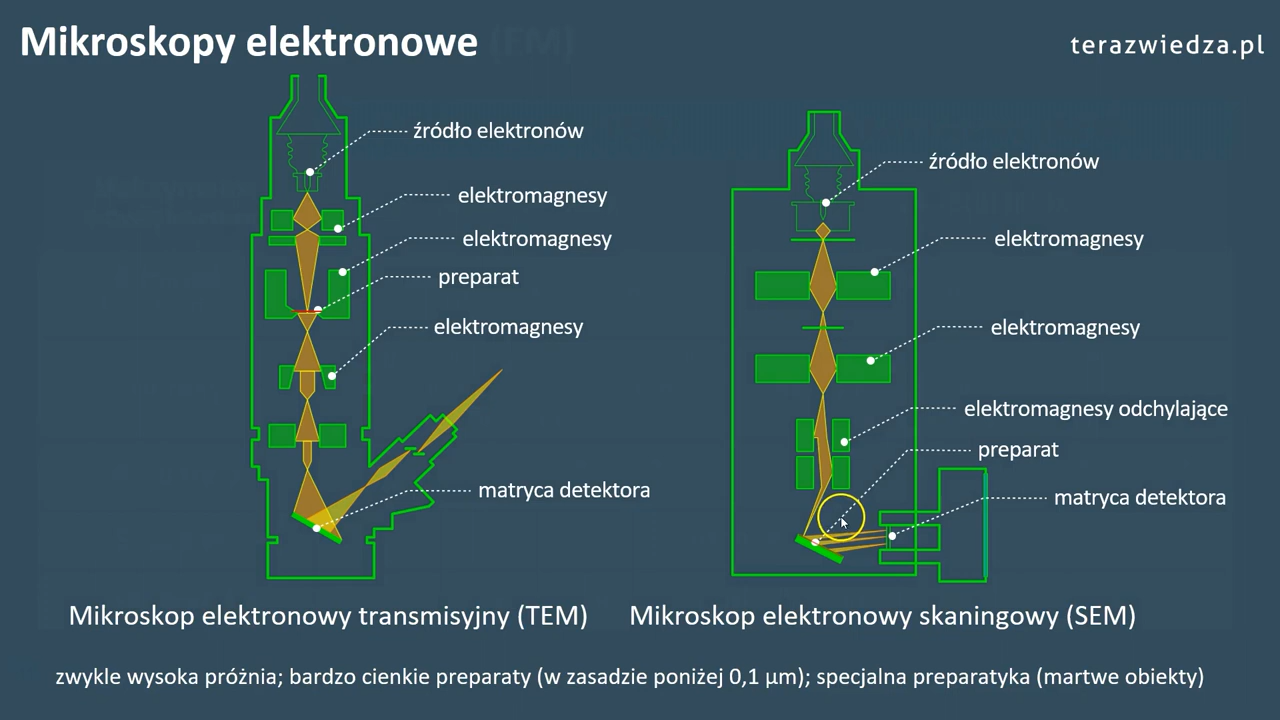 Mikroskopy elektronowe (EM)
terazwiedza.pl
źródło elektronów
elektromagnesy
elektromagnesy
preparat
elektromagnesy
matryca detektora
Mikroskop elektronowy transmisyjny (TEM)
źródło elektronów
elektromagnesy
elektromagnesy
elektromagnesy odchylające
preparat
matryca detektora
Mikroskop elektronowy skaningowy (SEM)
zwykle wysoka próżnia; bardzo cienkie preparaty (w zasadzie poniżej 0,1 µm); specjalna preparatyka (martwe obiekty)